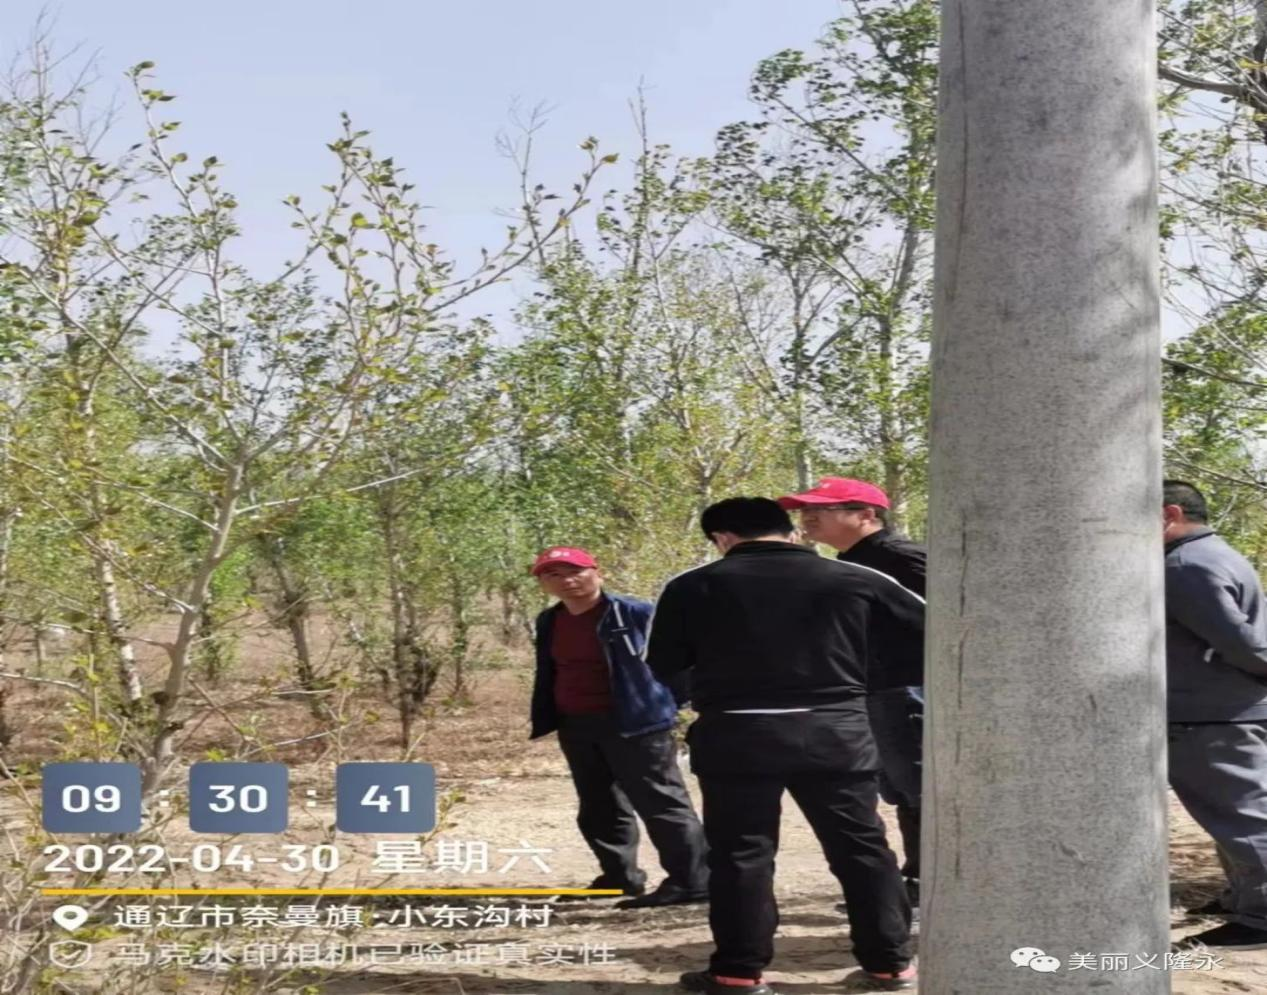 09 : 30 : 41
2022-04-30 星期六
通辽市奈曼旗·小东沟村
马克水印相机已验证真实性
美丽义隆永